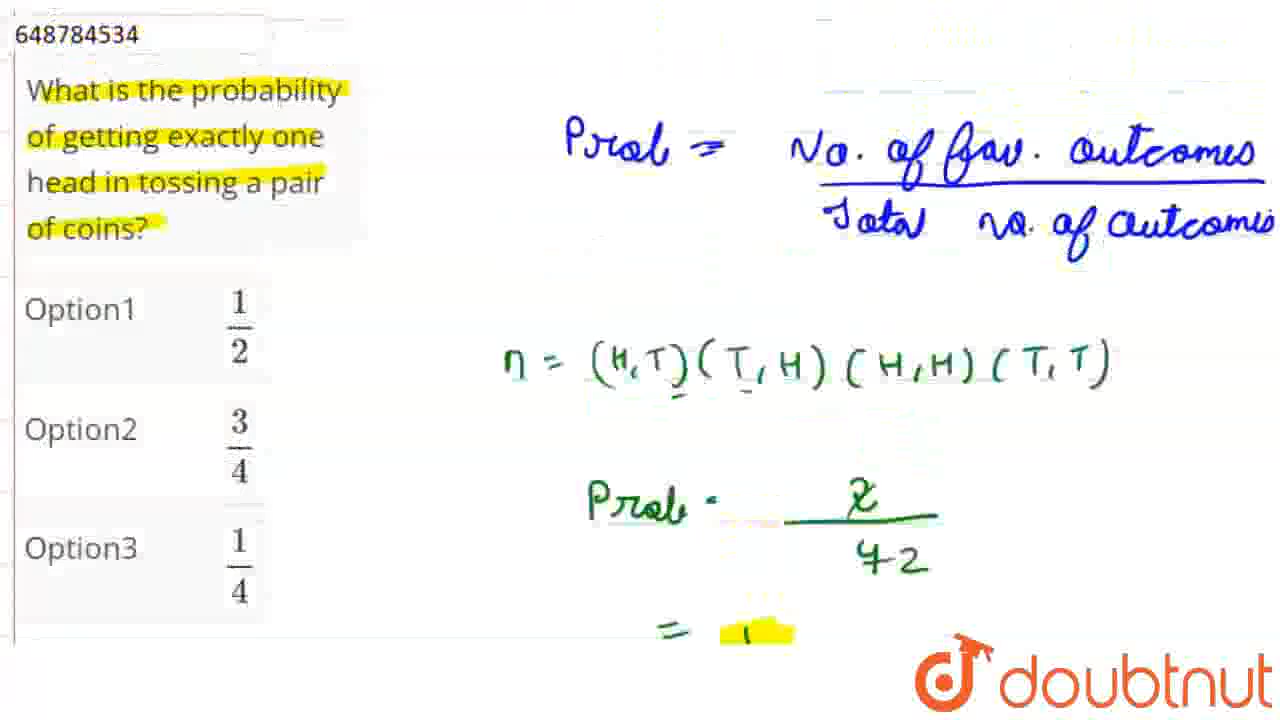 648784534
What is the probability
of getting exactly one
head in tossing a pair
of coins?
Option1 1/2
Option2 3/4
Option3 1/4
Prob = No. of fav. outcomes
Total no. of outcomes
n = (H,T) (T,H) (H,H) (T,T)
Prob = 2
4 2
= 1
doubtnut